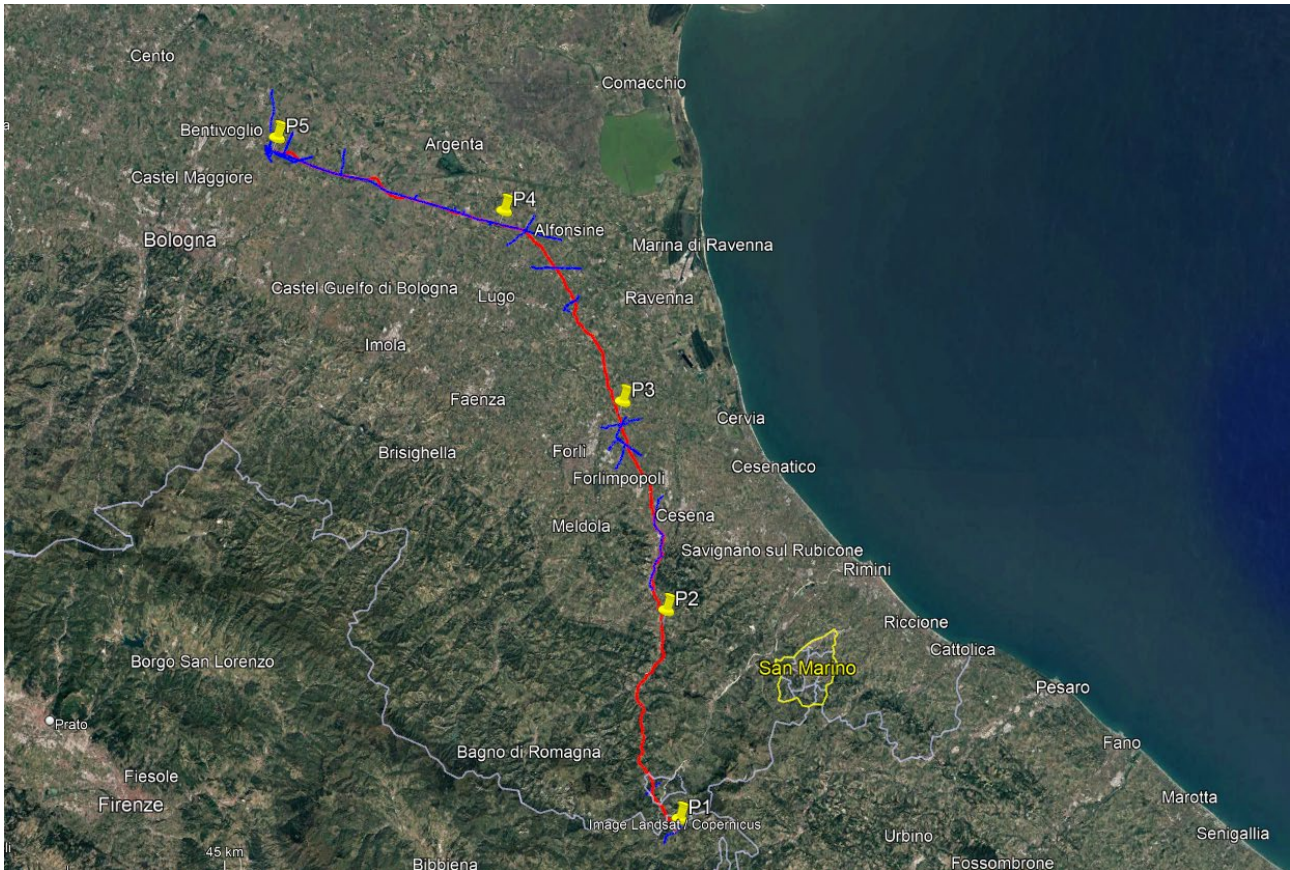 Cento
Comacchio
Bentivoglio
P5
Argenta
Castel Maggiore
P4
Alfonsine
Bologna
Marina di Ravenna
Castel Guelfo di Bologna
Lugo
Ravenna
Imola
P3
Faenza
Cervia
Brisighella
Forlì
Cesenatico
Forlimpopoli
Cesena
Meldola
Savignano sul Rubicone
Rimini
P2
Riccione
Cattolica
Borgo San Lorenzo
San Marino
Pesaro
Prato
Bagno di Romagna
Fano
Fiesole
Marotta
Firenze
P1
Image Landsat / Copernicus
Urbino
Senigallia
45 km
Bibbiena
Fossombrone